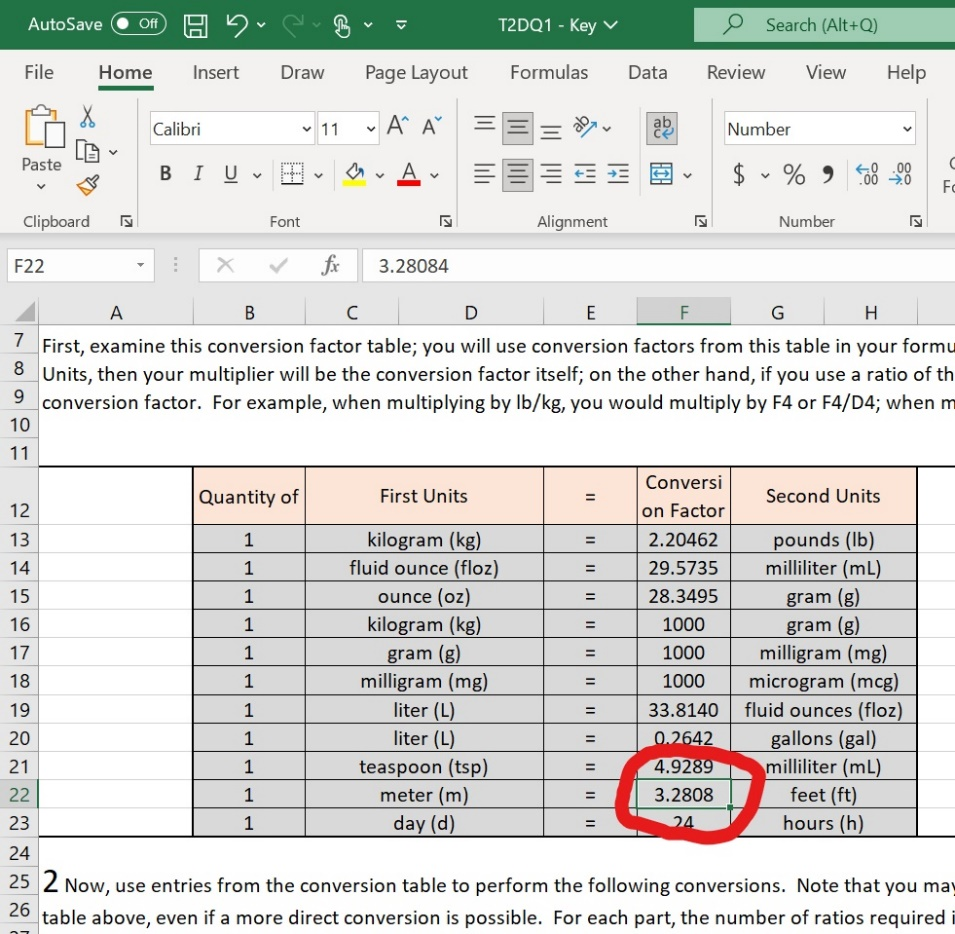 AutoSave Off T2DQ1 - Key Search (Alt+Q)
File Home Insert Draw Page Layout Formulas Data Review View Help
Paste Calibri 11 A A ab Number
B I U A $ % 9 .00 .00
Clipboard Font Alignment Number
F22 fx 3.28084
A B C D E F G H
7 First, examine this conversion factor table; you will use conversion factors from this table in your formu
8 Units, then your multiplier will be the conversion factor itself; on the other hand, if you use a ratio of th
9 conversion factor. For example, when multiplying by lb/kg, you would multiply by F4 or F4/D4; when m
10
11
12 Quantity of First Units = Conversi
on Factor Second Units
13 1 kilogram (kg) = 2.20462 pounds (lb)
14 1 fluid ounce (floz) = 29.5735 milliliter (mL)
15 1 ounce (oz) = 28.3495 gram (g)
16 1 kilogram (kg) = 1000 gram (g)
17 1 gram (g) = 1000 milligram (mg)
18 1 milligram (mg) = 1000 microgram (mcg)
19 1 liter (L) = 33.8140 fluid ounces (floz)
20 1 liter (L) = 0.2642 gallons (gal)
21 1 teaspoon (tsp) = 4.9289 milliliter (mL)
22 1 meter (m) = 3.2808 feet (ft)
23 1 day (d) = 24 hours (h)
24
25 2 Now, use entries from the conversion table to perform the following conversions. Note that you may
26 table above, even if a more direct conversion is possible. For each part, the number of ratios required i